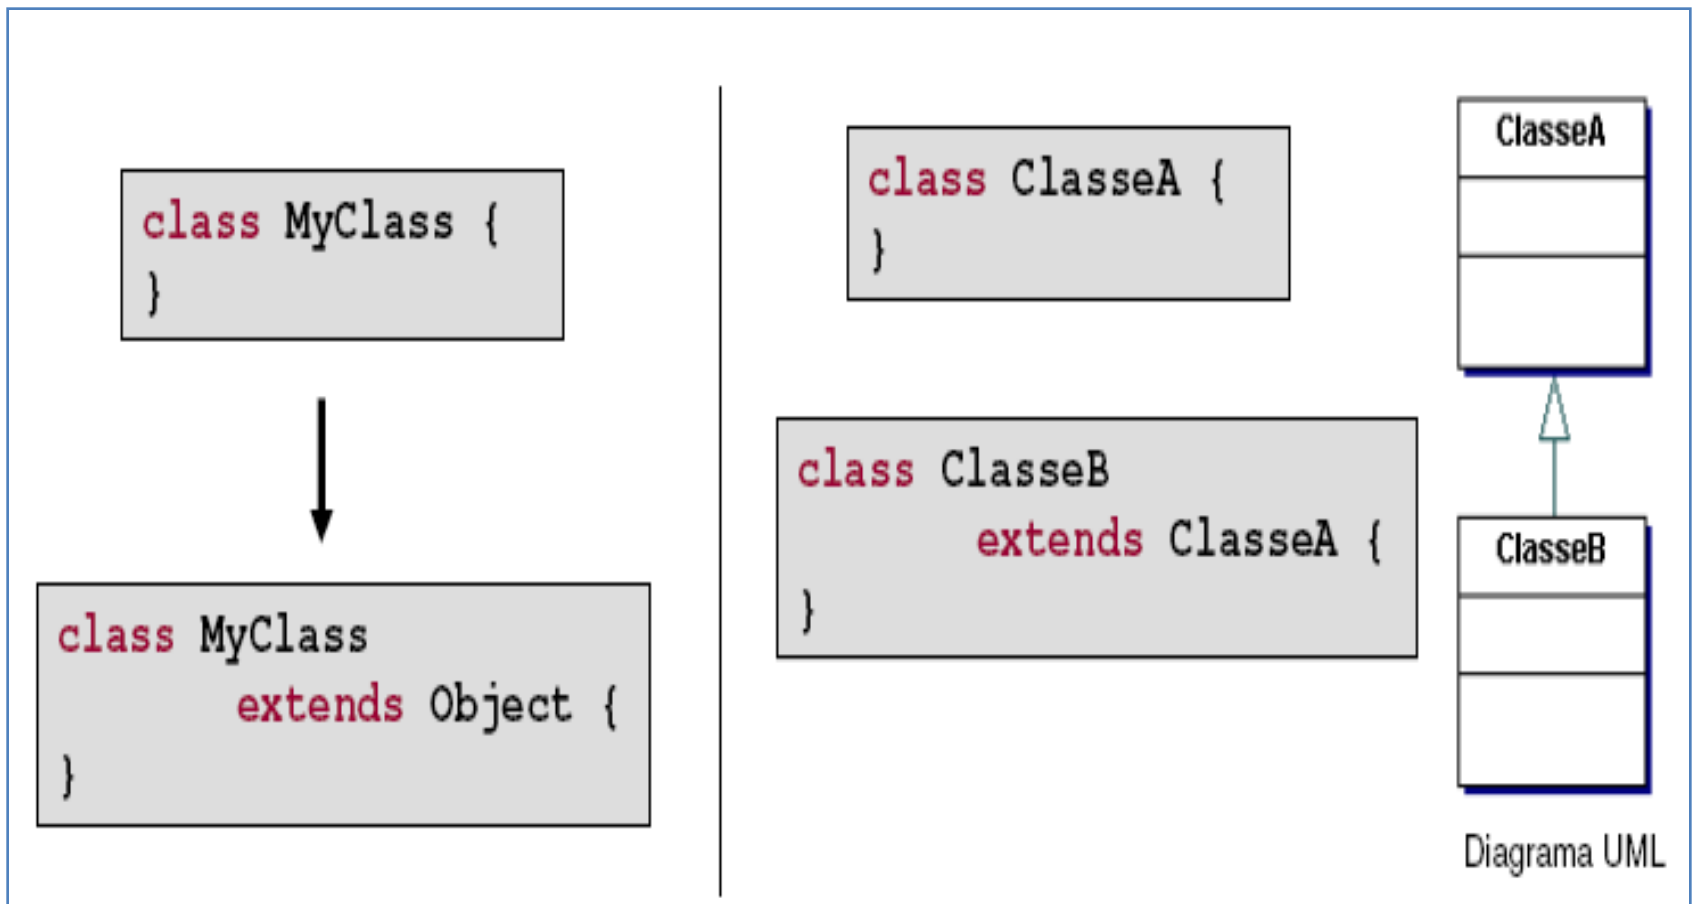 class MyClass {
}
class MyClass
extends Object {
}
class ClasseA {
}
class ClasseB
extends ClasseA {
}
ClasseA
ClasseB
Diagrama UML